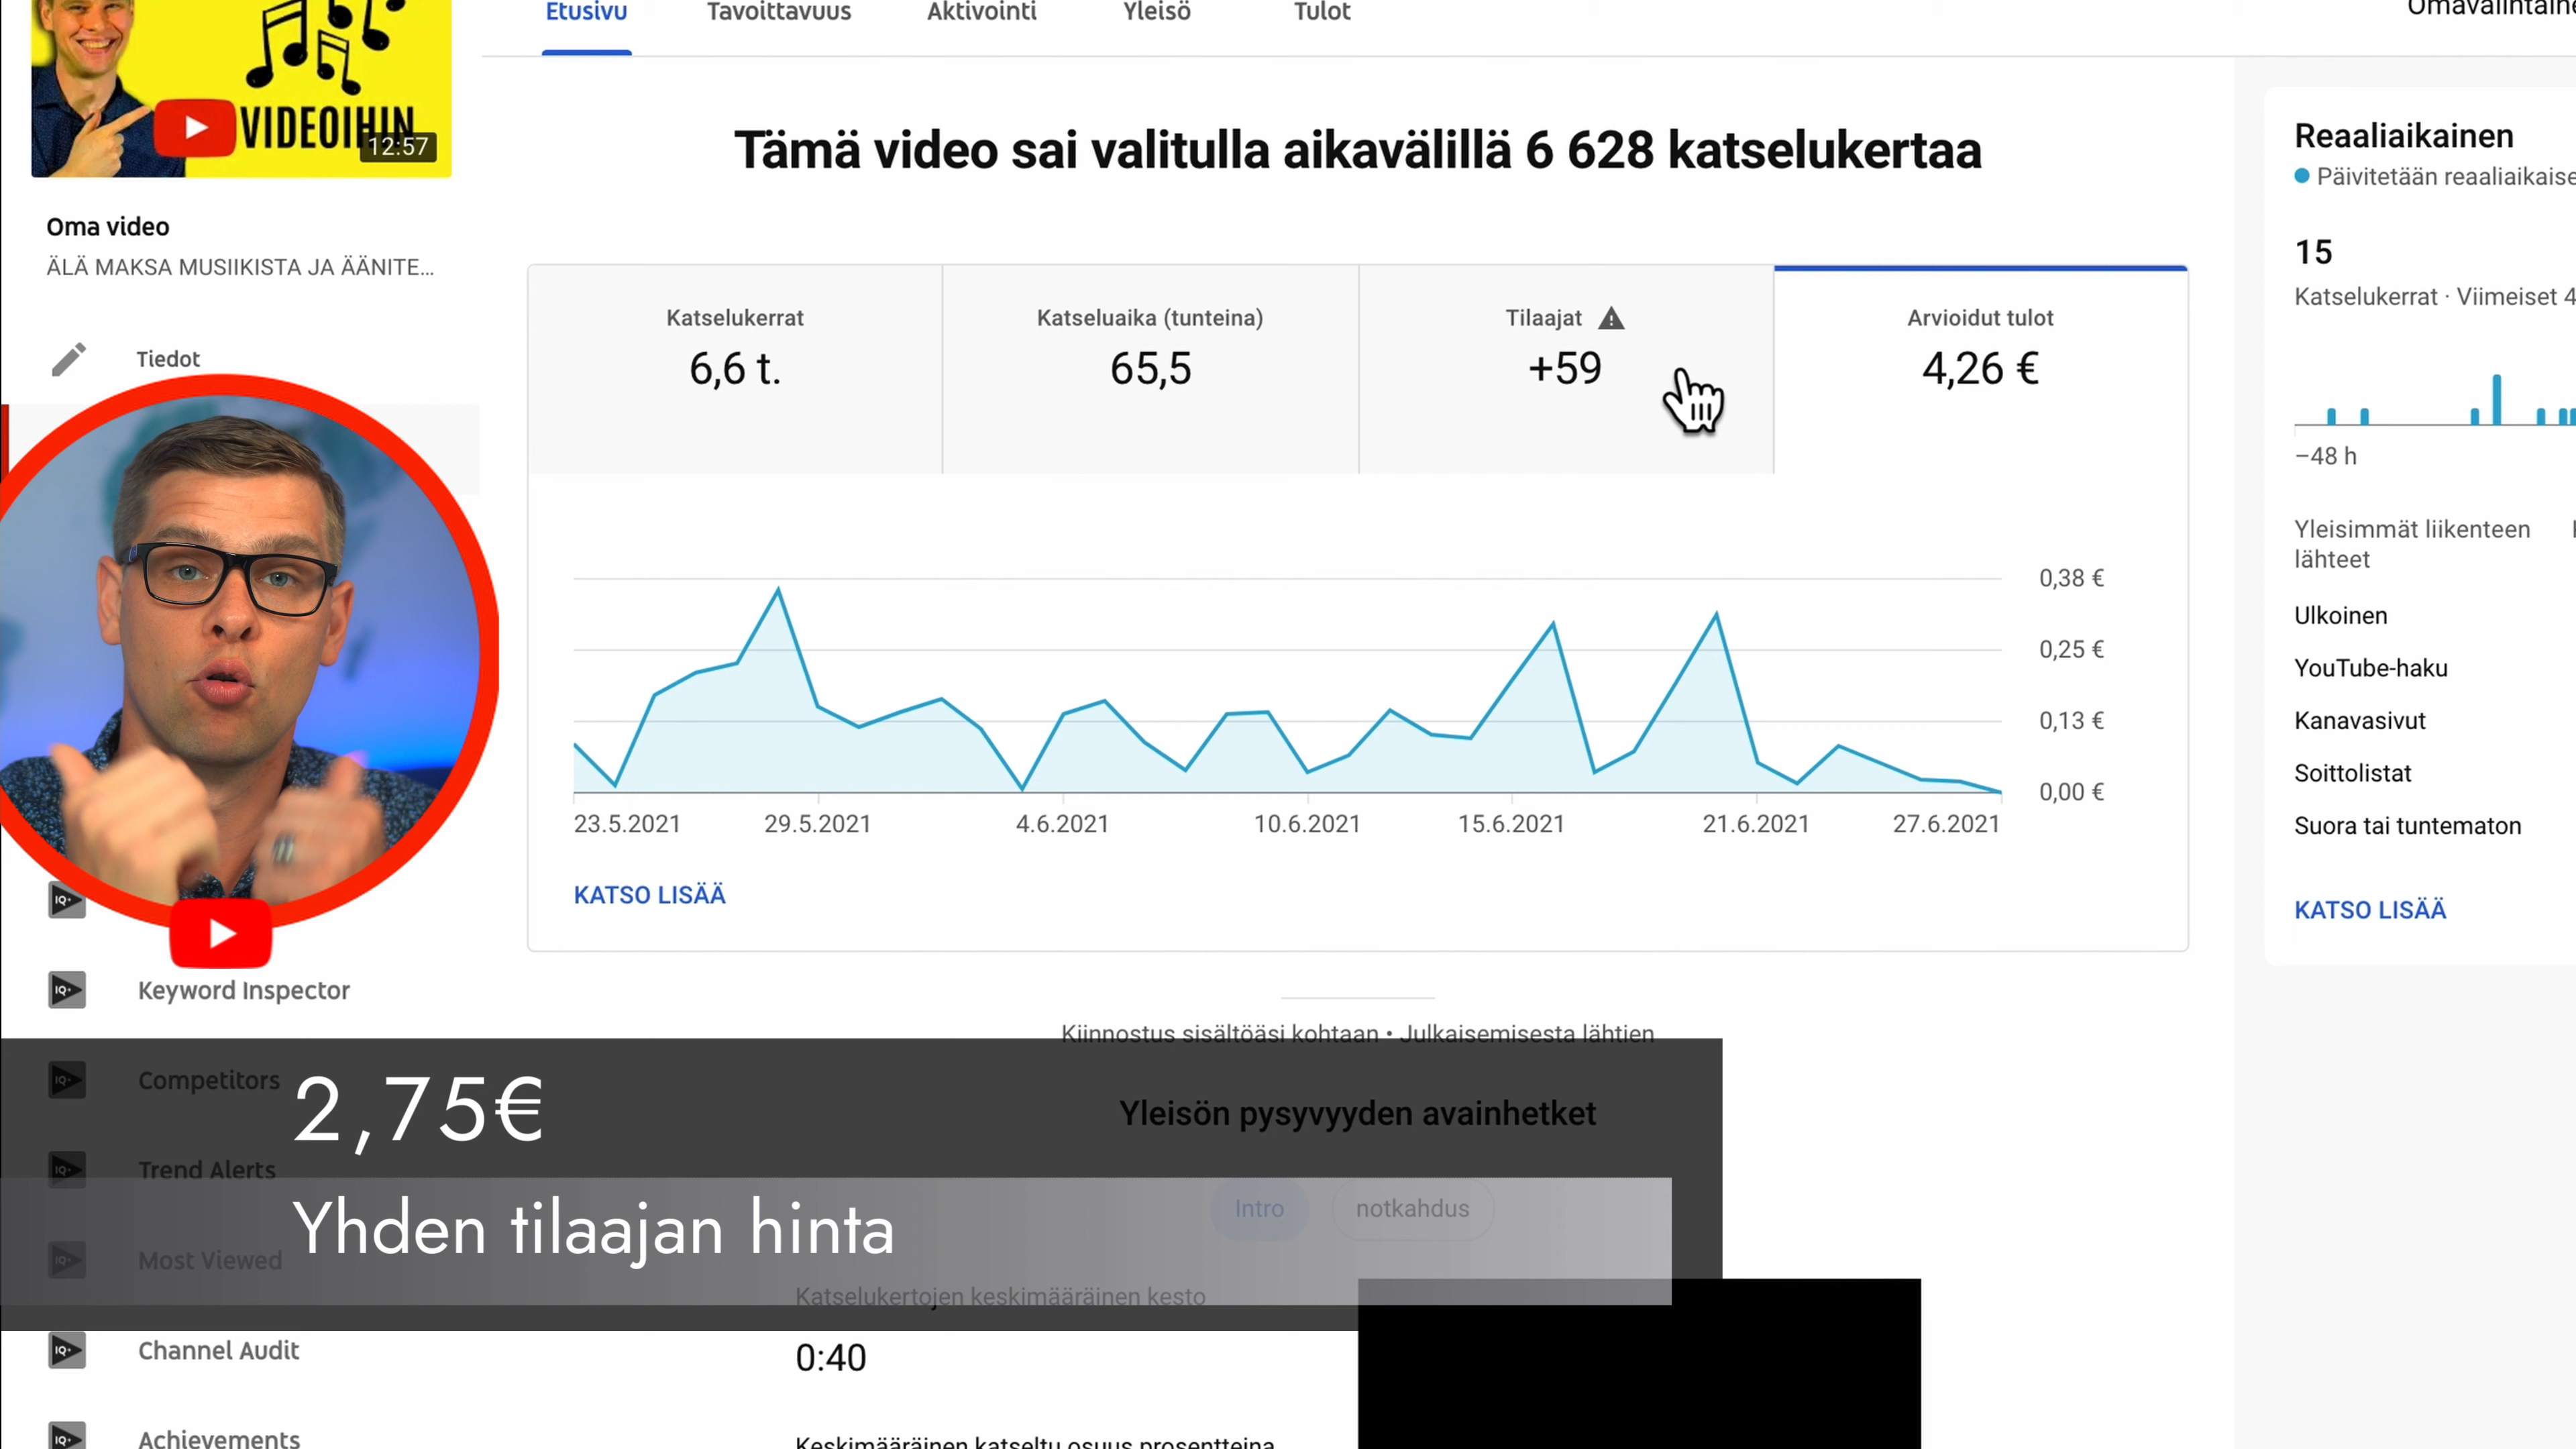 Etusivu
Tavoittavuus
Aktivointi
Yleisö
Tulot
VIDEOIHIN
12:57
Tämä video sai valitulla aikavälillä 6 628 katselukertaa
Reaaliaikainen
Oma video
ÄLÄ MAKSA MUSIIKISTA JA ÄÄNITE...
15
Katselukerrat · Viimeiset 4
Katselukerrat
6,6 t.
Katseluaika (tunteina)
65,5
Tilaajat
+59
Arvioidut tulot
4,26 €
Tiedot
−48 h
Yleisimmät liikenteen
lähteet
Ulkoinen
YouTube-haku
Kanavasivut
Soittolistat
Suora tai tuntematon
KATSO LISÄÄ
0,38 €
0,25 €
0,13 €
0,00 €
23.5.2021
29.5.2021
4.6.2021
10.6.2021
15.6.2021
21.6.2021
27.6.2021
KATSO LISÄÄ
Keyword Inspector
Competitors
Trend Alerts
Most Viewed
Channel Audit
Achievements
Kiinnostus sisältöäsi kohtaan • Julkaisemisesta lähtien
Yleisön pysyvyyden avainhetket
Intro
notkahdus
2,75€
Yhden tilaajan hinta
Katselukertojen keskimääräinen kesto
0:40
Keskimääräinen katseltu osuus prosentteina